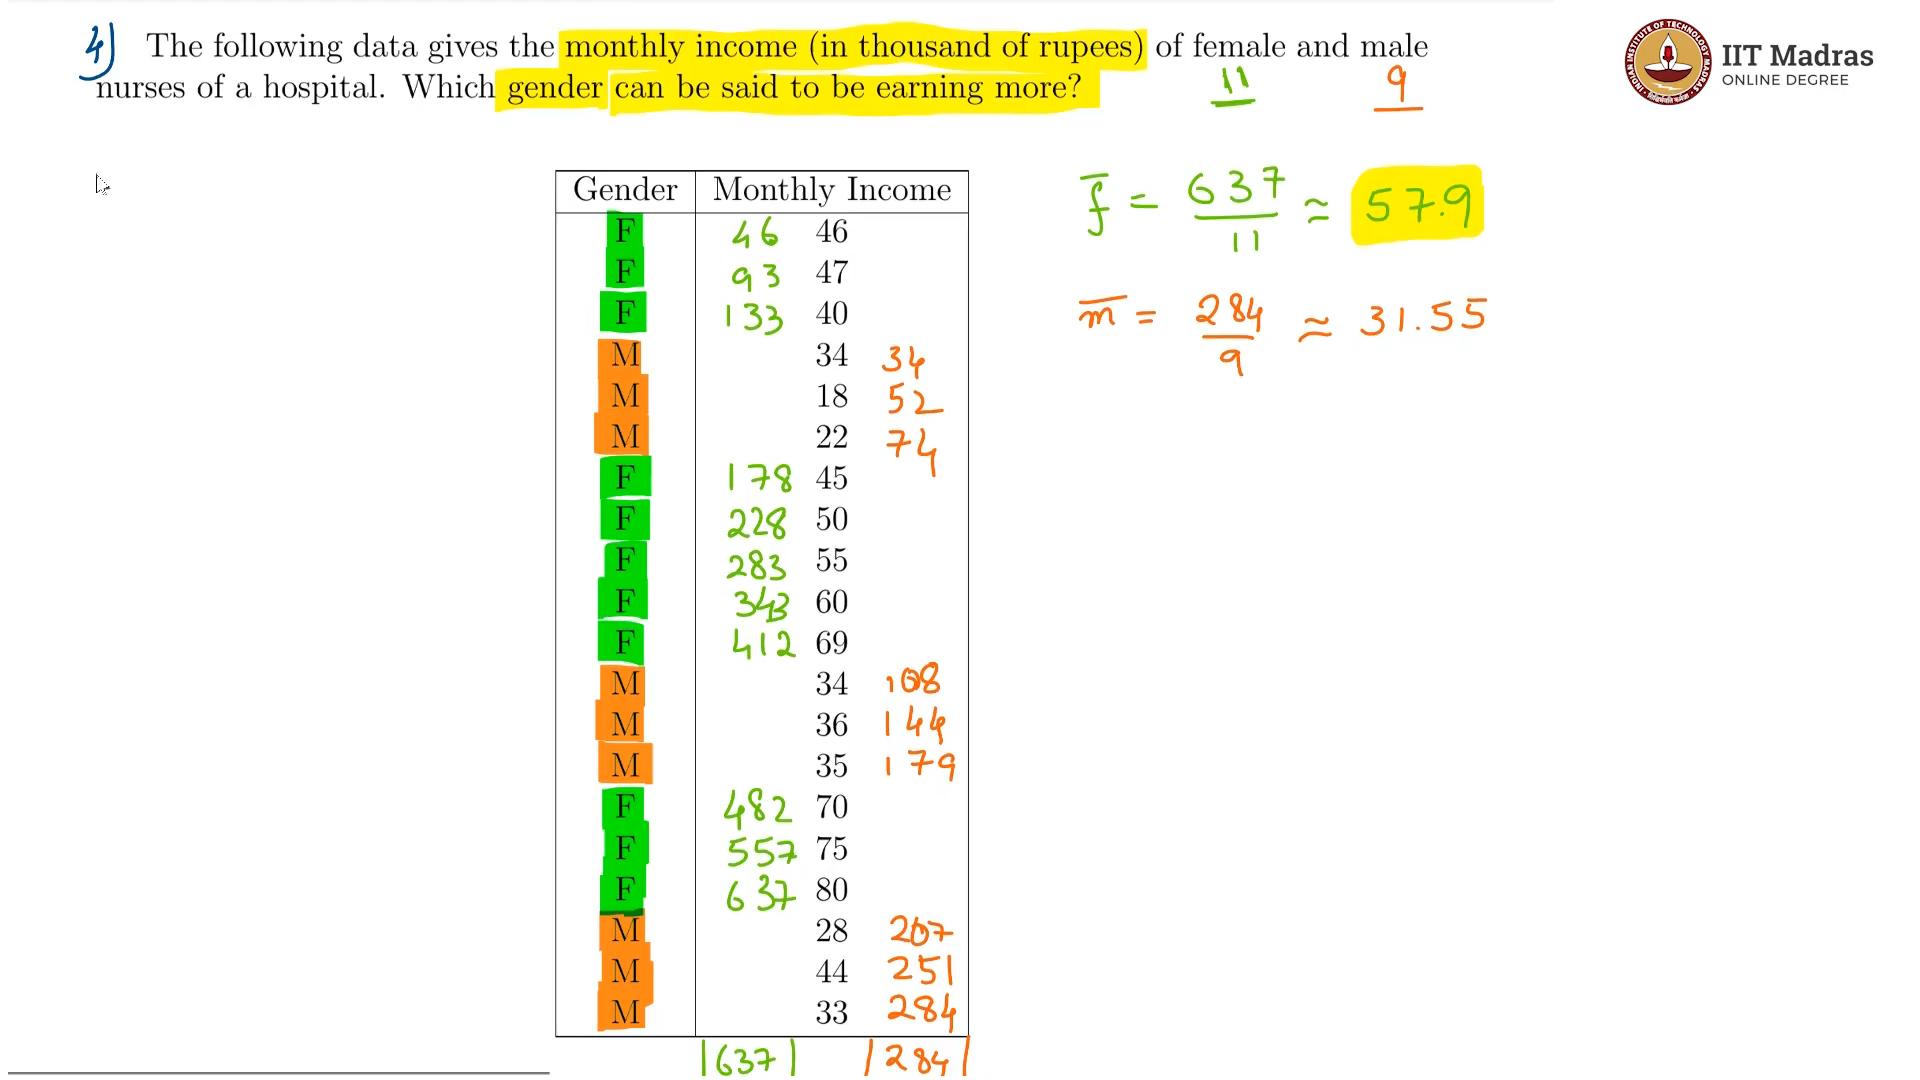 4) The following data gives the monthly income (in thousand of rupees) of female and male
nurses of a hospital. Which gender can be said to be earning more?
11 9
IIT Madras
ONLINE DEGREE
Gender Monthly Income
F 46 46
F 93 47
F 133 40
M 34 34
M 18 52
M 22 74
F 178 45
F 228 50
F 283 55
F 343 60
F 412 69
M 34 108
M 36 144
M 35 179
F 482 70
F 557 75
F 637 80
M 28 207
M 44 251
M 33 284
|637| |284|
f̄ = 637/11 ≈ 57.9
m̄ = 284/9 ≈ 31.55